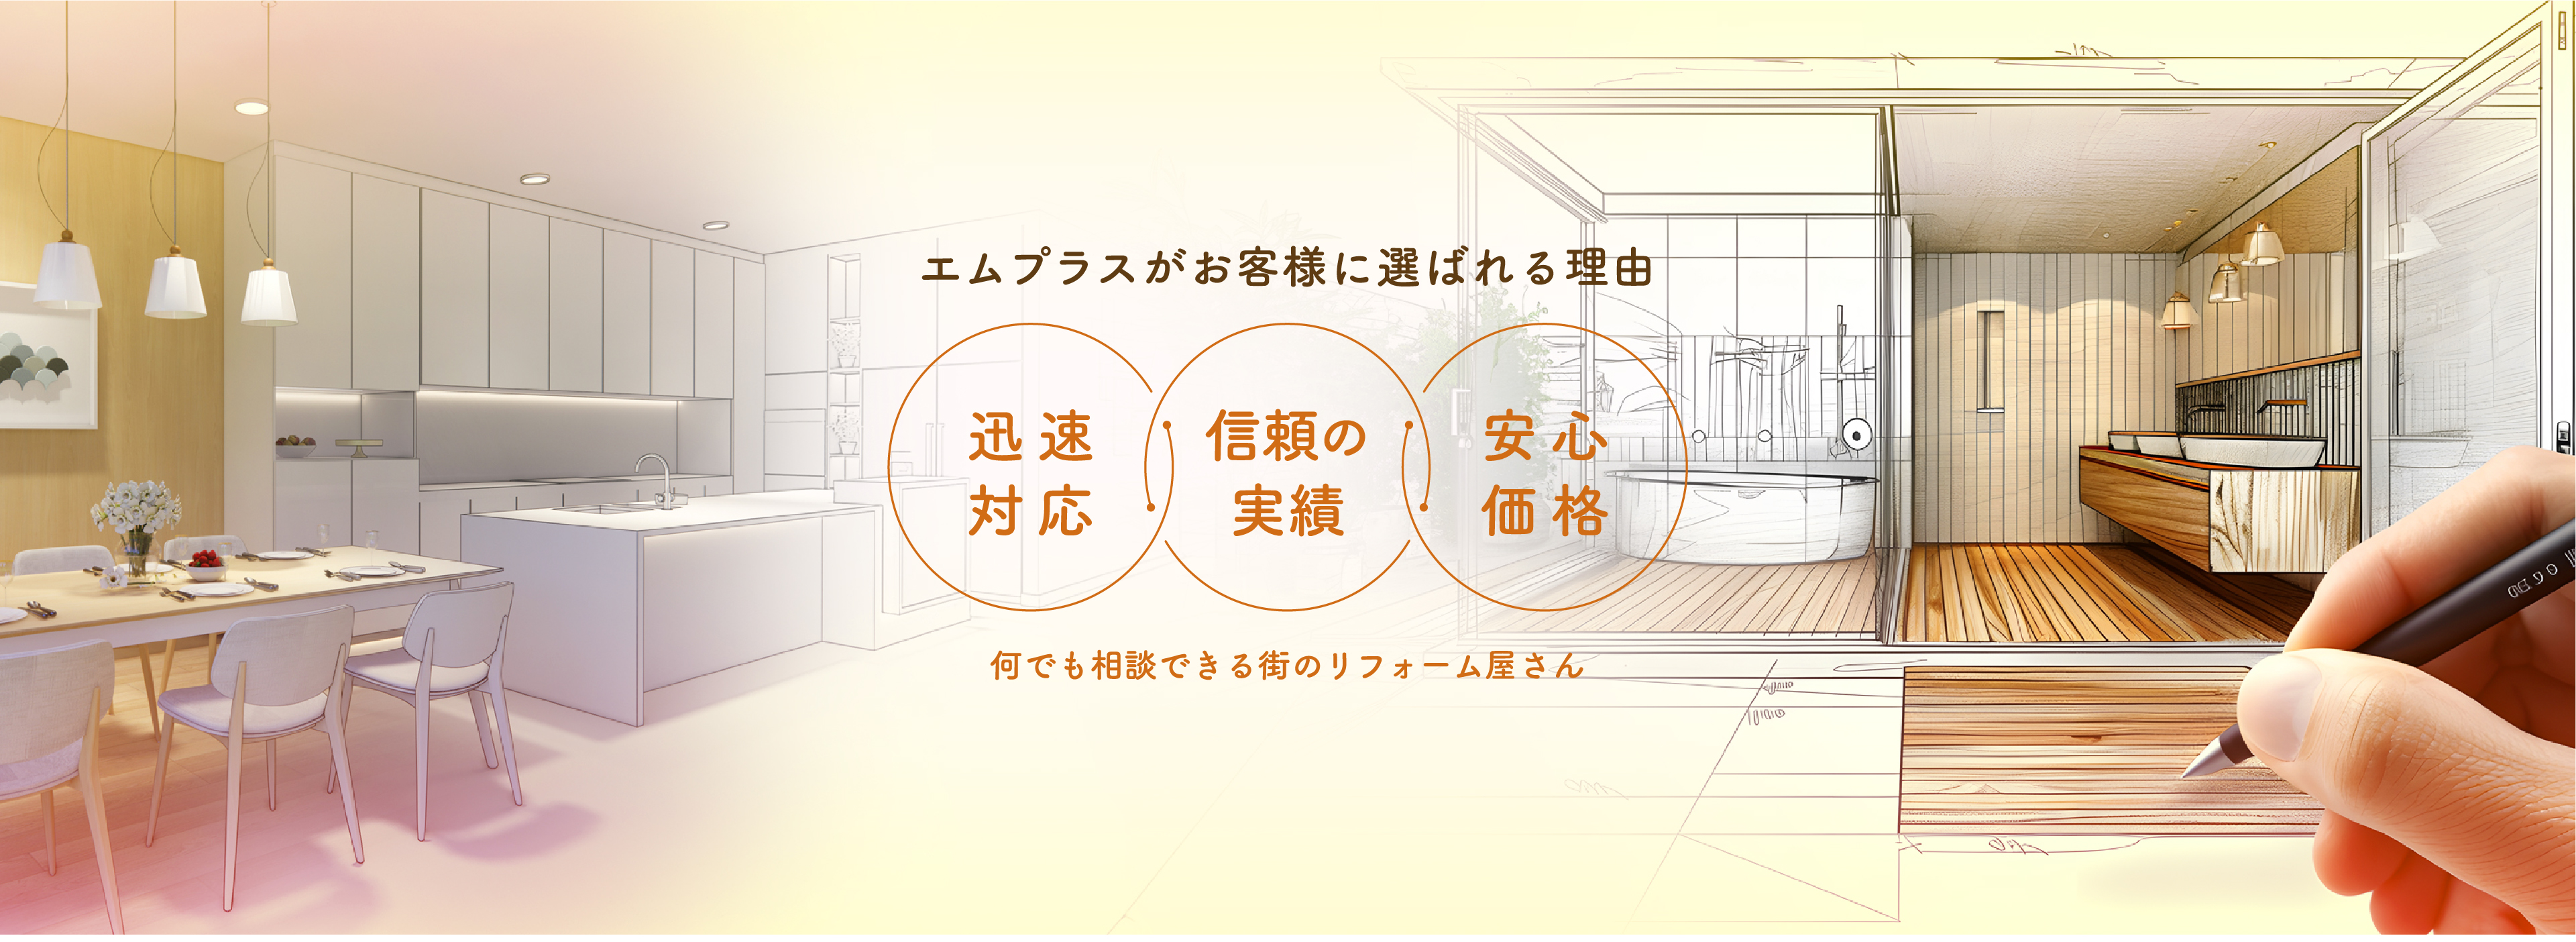 エムプラスがお客様に選ばれる理由
迅速
対応
信頼の
実績
安心
価格
何でも相談できる街のリフォーム屋さん